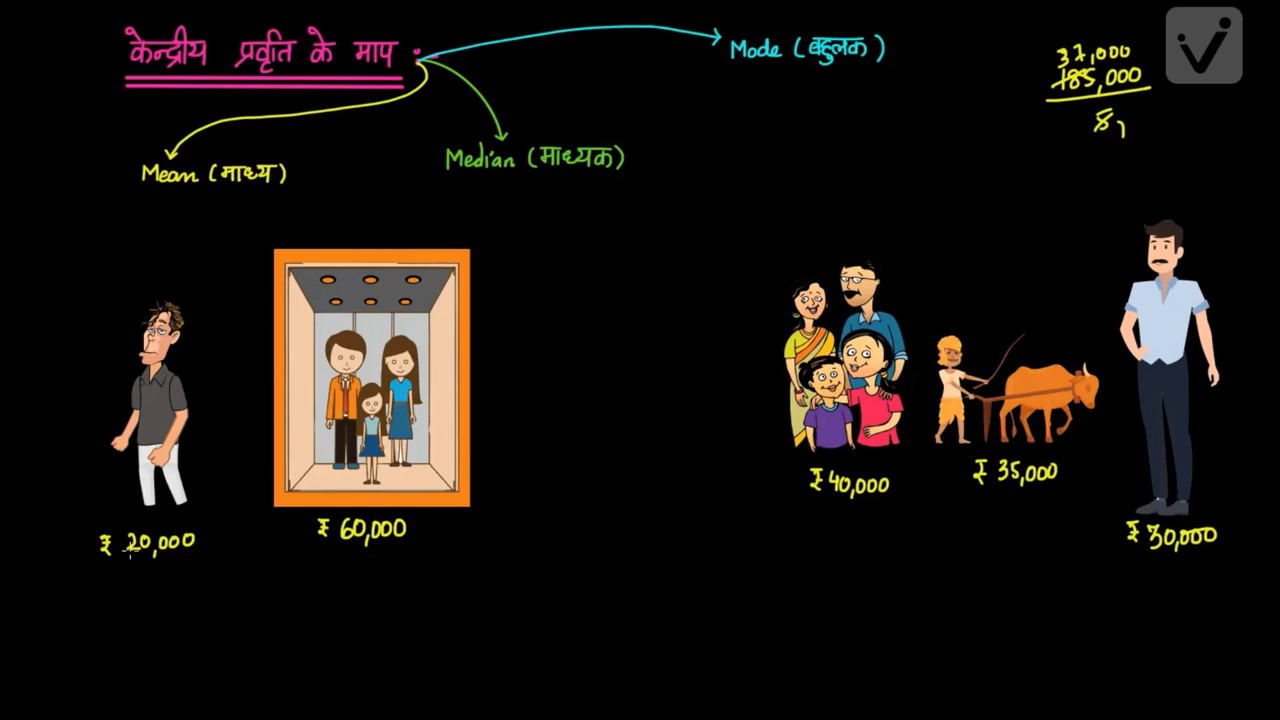 केन्द्रीय प्रवृति के माप :
Mode (बहुलक)
37,000
185,000
5
Mean (माध्य)
Median (माध्यक)
₹ 20,000
₹ 60,000
₹ 40,000
₹ 35,000
₹ 30,000